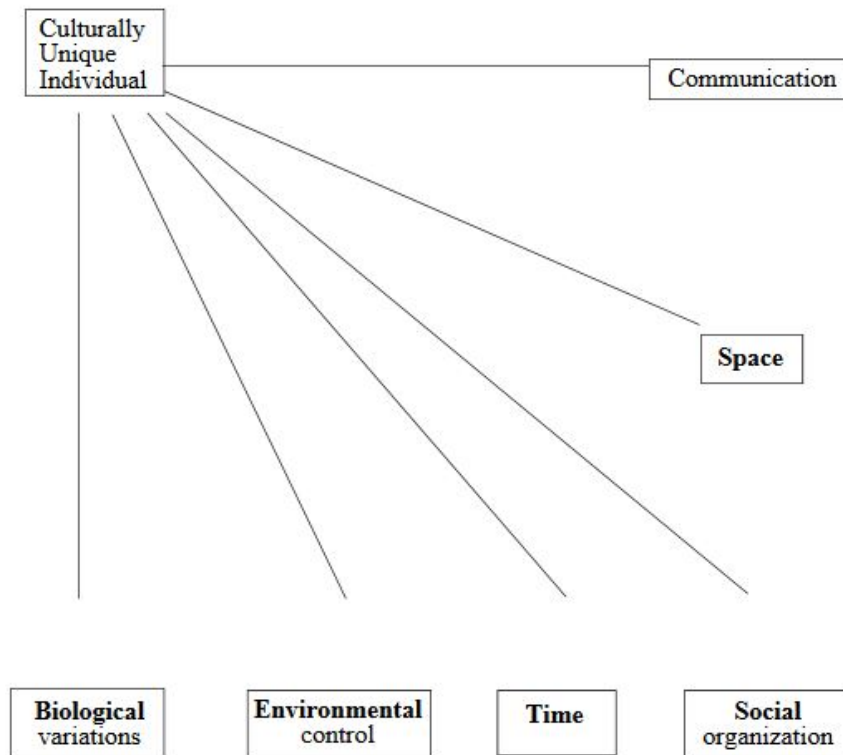 Culturally
Unique
Individual
Communication
Space
Biological
variations
Environmental
control
Time
Social
organization